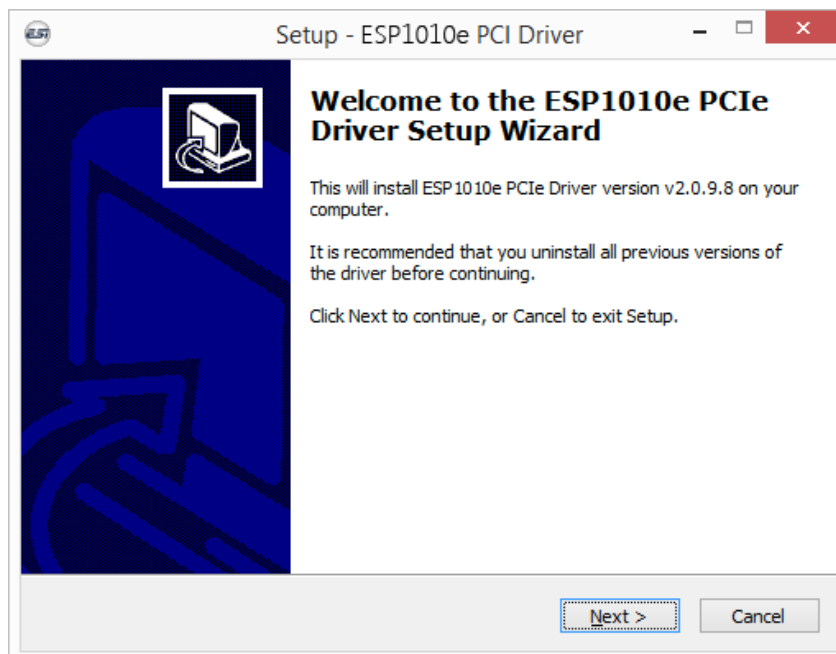 ESI
Setup - ESP1010e PCI Driver
Welcome to the ESP1010e PCIe
Driver Setup Wizard
This will install ESP1010e PCIe Driver version v2.0.9.8 on your
computer.
It is recommended that you uninstall all previous versions of
the driver before continuing.
Click Next to continue, or Cancel to exit Setup.
Next >
Cancel